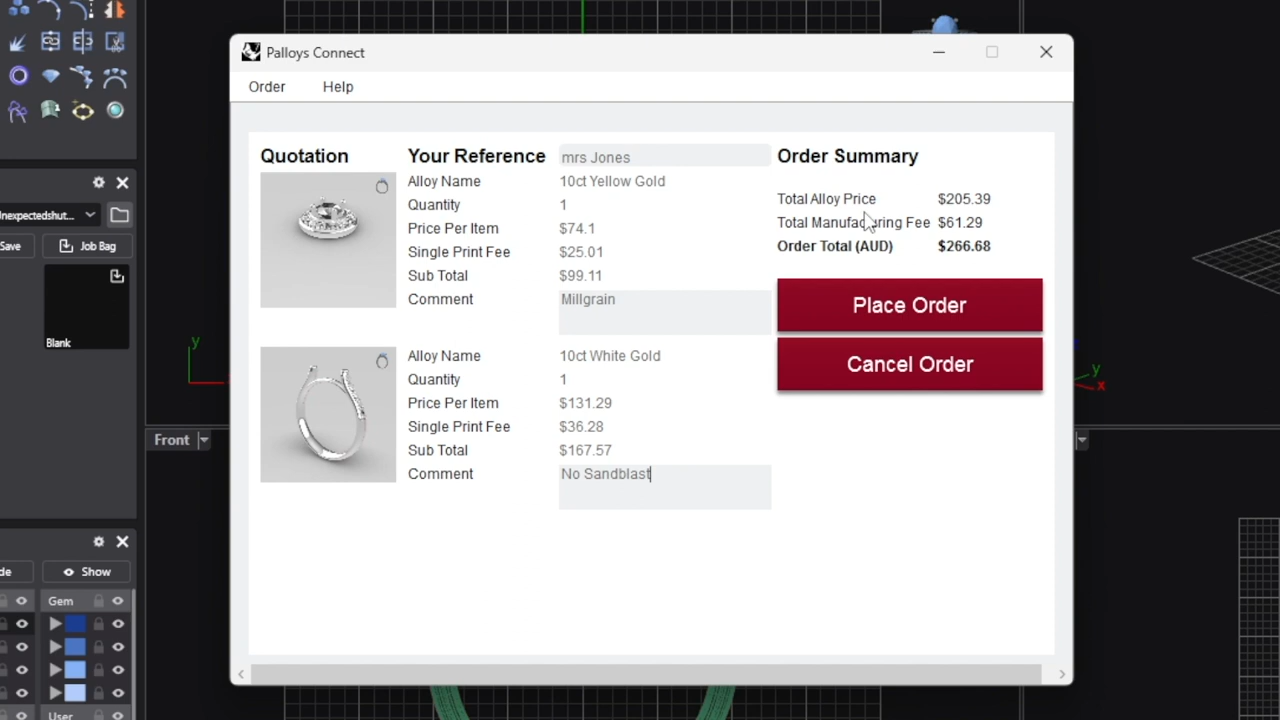 Palloys Connect
Order Help
Quotation
Your Reference mrs Jones
Alloy Name 10ct Yellow Gold
Quantity 1
Price Per Item $74.1
Single Print Fee $25.01
Sub Total $99.11
Comment Millgrain
Alloy Name 10ct White Gold
Quantity 1
Price Per Item $131.29
Single Print Fee $36.28
Sub Total $167.57
Comment No Sandblast
Order Summary
Total Alloy Price $205.39
Total Manufacturing Fee $61.29
Order Total (AUD) $266.68
Place Order
Cancel Order
Save Job Bag
Blank
Show
Gem
User
Front
y
y
x